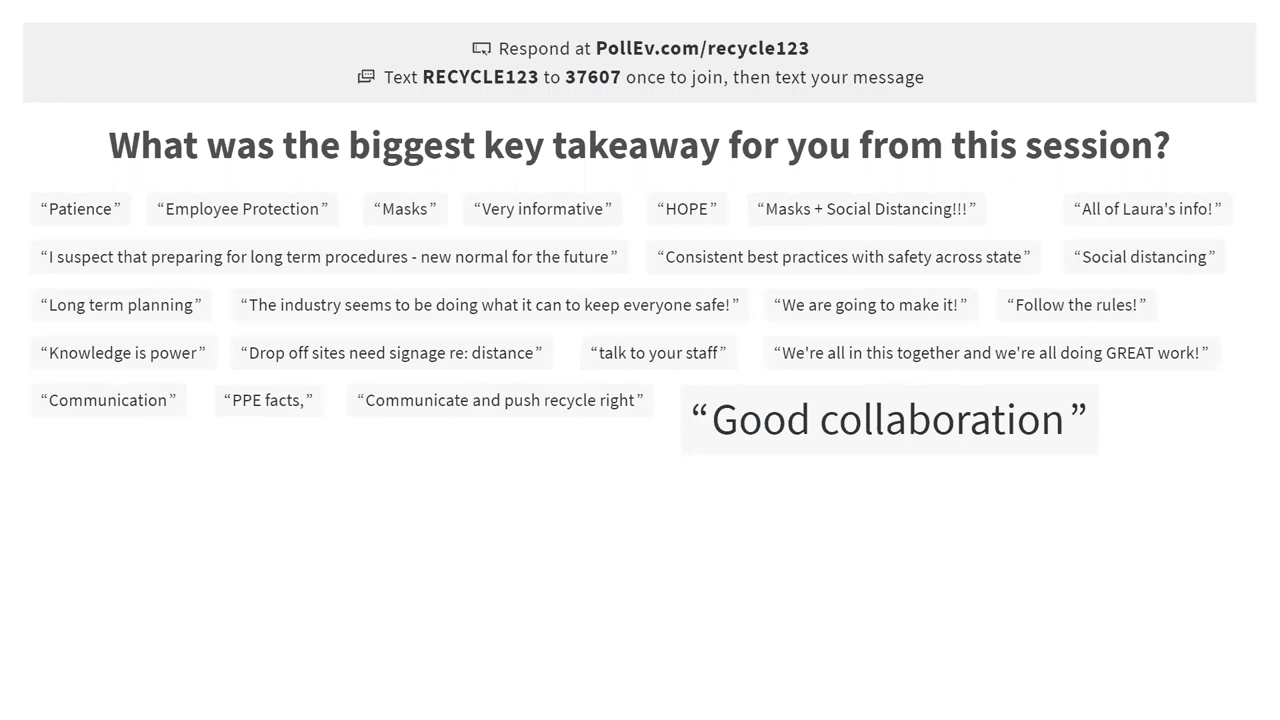 Respond at PollEv.com/recycle123
Text RECYCLE123 to 37607 once to join, then text your message
What was the biggest key takeaway for you from this session?
“Patience” “Employee Protection” “Masks” “Very informative” “HOPE” “Masks + Social Distancing!!!” “All of Laura's info!”
“I suspect that preparing for long term procedures - new normal for the future” “Consistent best practices with safety across state” “Social distancing”
“Long term planning” “The industry seems to be doing what it can to keep everyone safe!” “We are going to make it!” “Follow the rules!”
“Knowledge is power” “Drop off sites need signage re: distance” “talk to your staff” “We're all in this together and we're all doing GREAT work!”
“Communication” “PPE facts,” “Communicate and push recycle right” “Good collaboration”